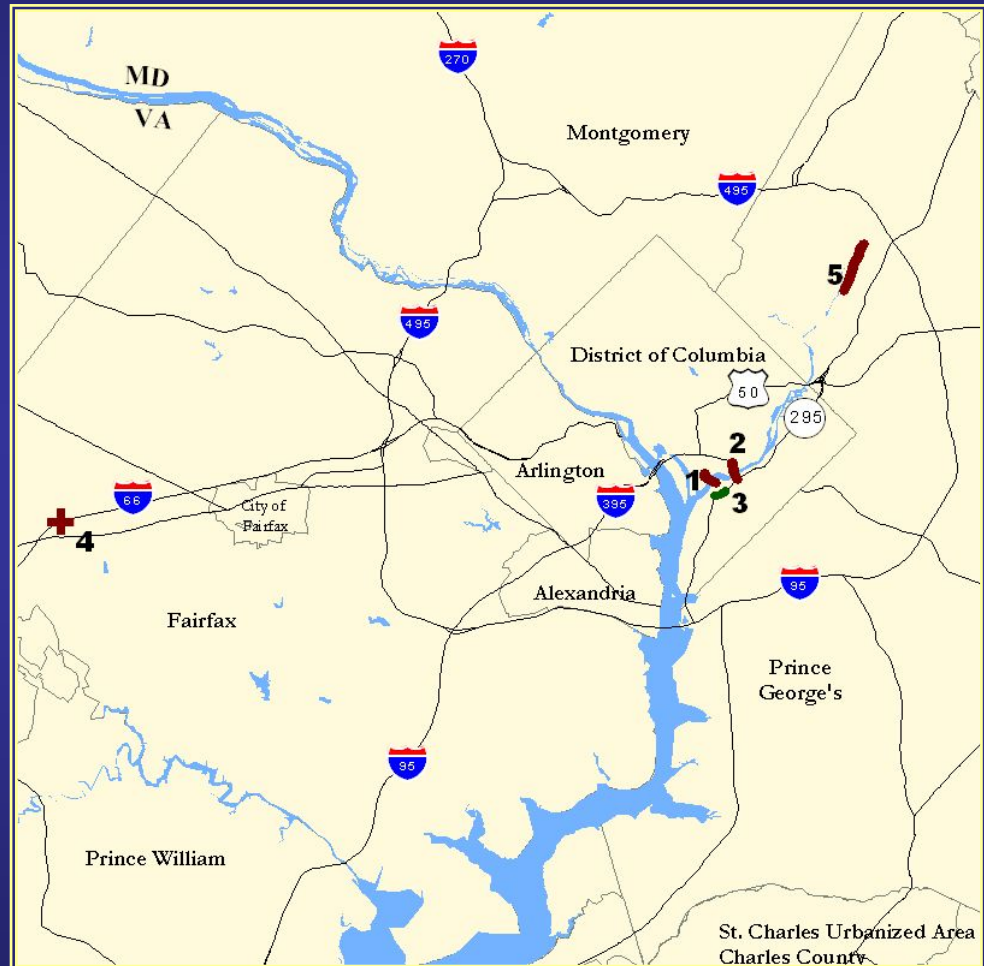 270
MD
VA
Montgomery
495
5
495
District of Columbia
50
295
2
Arlington
1
66
City of
Fairfax
395
3
4
Alexandria
95
Fairfax
Prince
George's
95
Prince William
St. Charles Urbanized Area
Charles County